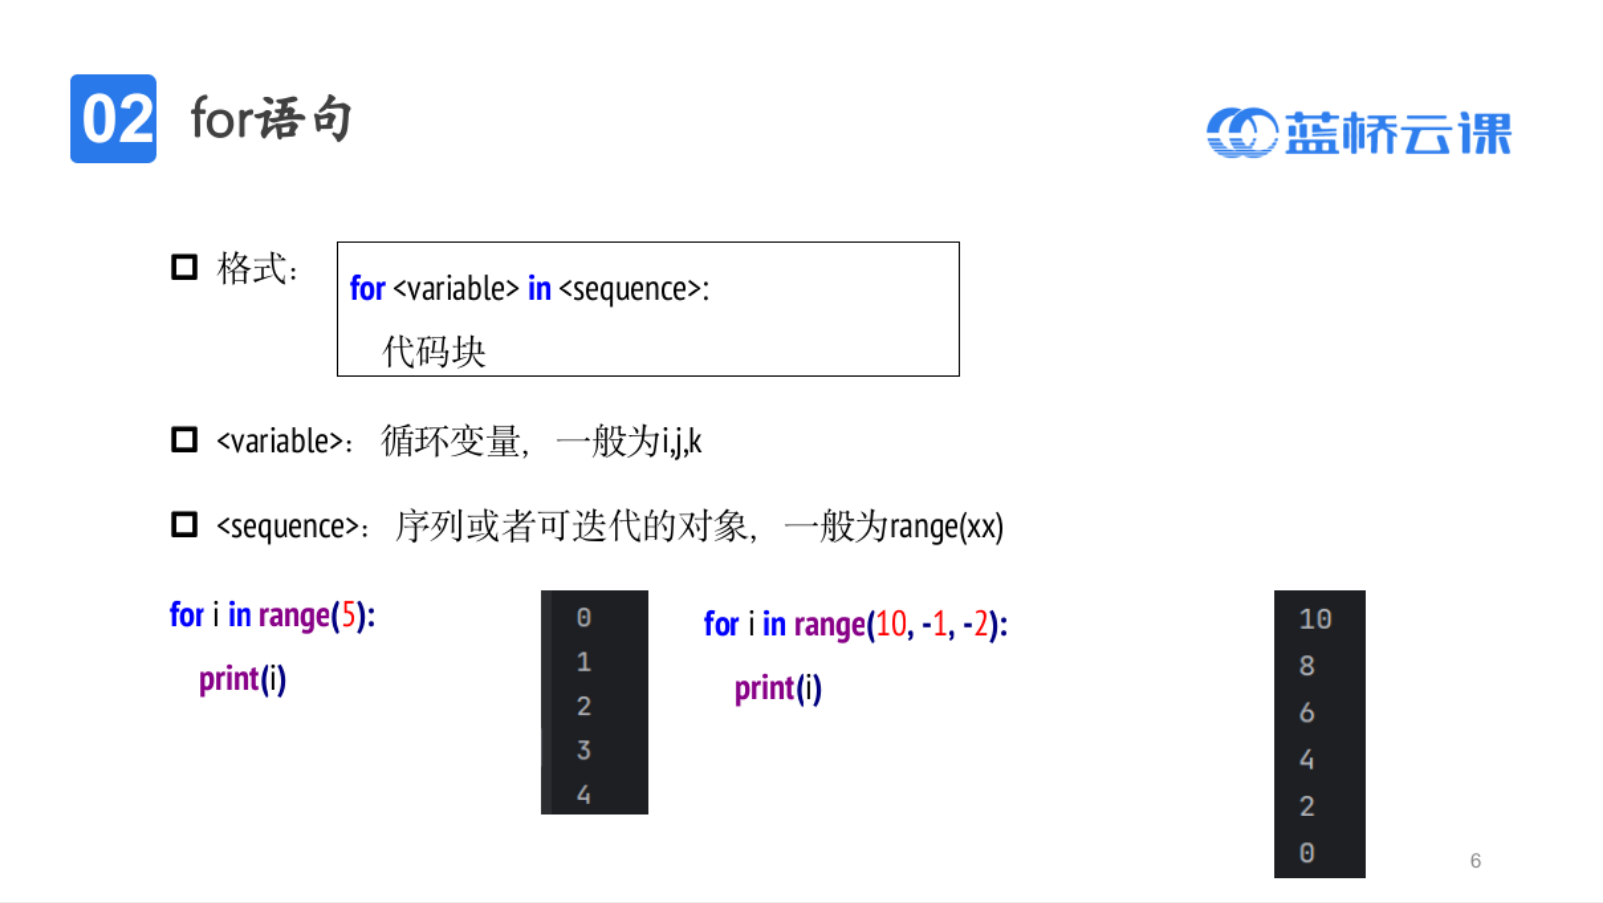 02 for语句
蓝桥云课
格式：
for <variable> in <sequence>:
代码块
<variable>： 循环变量，一般为i,j,k
<sequence>： 序列或者可迭代的对象，一般为range(xx)
for i in range(5):
print(i)
0
1
2
3
4
for i in range(10, -1, -2):
print(i)
10
8
6
4
2
0
6